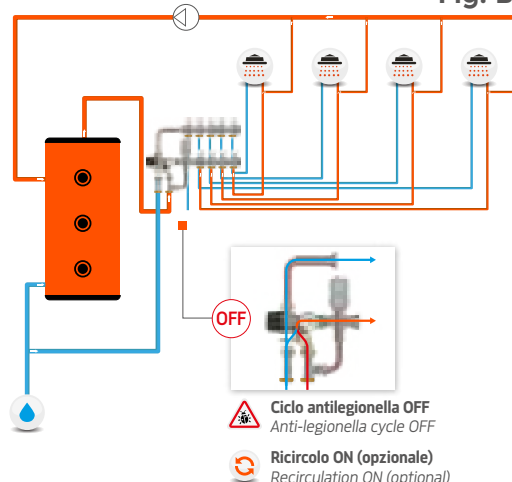 Fig. B
OFF
Ciclo antilegionella OFF
Anti-legionella cycle OFF
Ricircolo ON (opzionale)
Recirculation ON (optional)